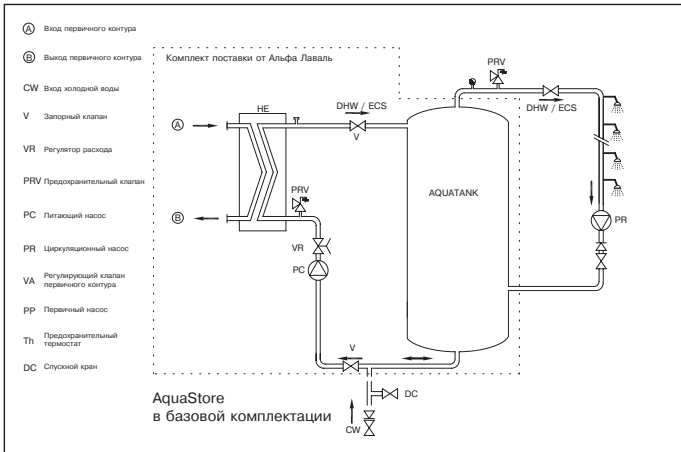 A Вход первичного контура
B Выход первичного контура
CW Вход холодной воды
V Запорный клапан
VR Регулятор расхода
PRV Предохранительный клапан
PC Питающий насос
PR Циркуляционный насос
VA Регулирующий клапан
первичного контура
PP Первичный насос
Th Предохранительный
термостат
DC Спускной кран
Комплект поставки от Альфа Лаваль
HE
A
B
DHW / ECS
V
PRV
VR
PC
V
AQUATANK
PRV
DHW / ECS
PR
DC
CW
AquaStore
в базовой комплектации